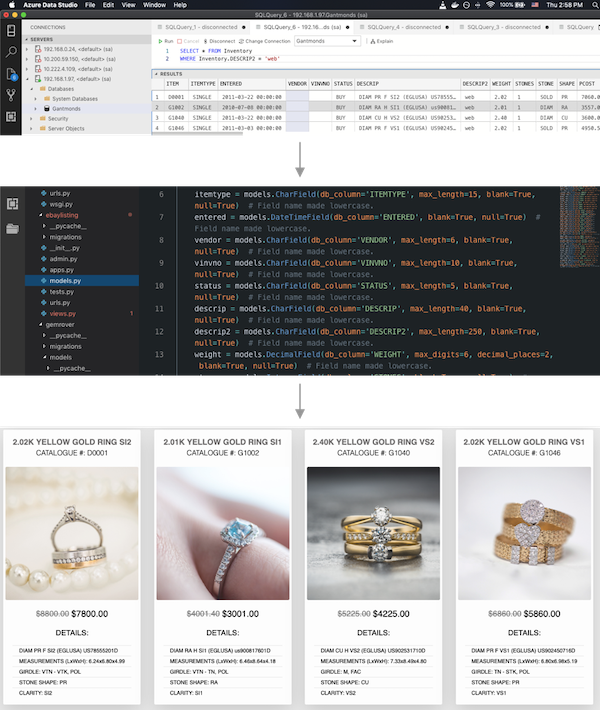 Azure Data Studio File Edit View Window Help
100% Thu 2:58 PM
SQLQuery_6 - 192.168.1.97.Gantmonds (sa)
CONNECTIONS
SERVERS
192.168.0.24, <default> (sa)
10.200.59.150, <default> (sa)
10.222.4.109, <default> (sa)
192.168.1.97, <default> (sa)
Databases
System Databases
Gantmonds
Security
Server Objects
SQLQuery_1 - disconnected
SQLQuery_6 - 192.16...ds (sa)
SQLQuery_4 - disconnected
SQLQuery_3 - disconnected
Run Cancel Disconnect Change Connection Gantmonds Explain
1 SELECT * FROM Inventory
2 WHERE Inventory.DESCRIP2 = 'web'
RESULTS
ITEM ITEMTYPE ENTERED VENDOR VINVNO STATUS DESCRIP DESCRIP2 WEIGHT STONES STONE SHAPE PCOST
1 D0001 SINGLE 2011-03-22 00:00:00 BUY DIAM PR F SI2 (EGLUSA) US78555... web 2.02 1 SOLD PR 7060.0
2 G1002 SINGLE 2010-07-08 00:00:00 BUY DIAM RA H SI1 (EGLUSA) us90081... web 2.01 1 SOLD RA 3557.0
3 G1040 SINGLE 2011-02-22 00:00:00 BUY DIAM CU H VS2 (EGLUSA) US90253... web 2.40 1 DIAM CU 3600.0
4 G1046 SINGLE 2011-03-03 00:00:00 BUY DIAM PR F VS1 (EGLUSA) US90245... web 2.02 1 SOLD PR 4950.5
urls.py
wsgi.py
ebaylisting
__pycache__
migrations
__init__.py
admin.py
apps.py
models.py
tests.py
urls.py
views.py 1
gemrover
__pycache__
migrations
models
__pycache__
6 itemtype = models.CharField(db_column='ITEMTYPE', max_length=15, blank=True,
null=True) # Field name made lowercase.
7 entered = models.DateTimeField(db_column='ENTERED', blank=True, null=True) #
Field name made lowercase.
8 vendor = models.CharField(db_column='VENDOR', max_length=6, blank=True,
null=True) # Field name made lowercase.
9 vinvno = models.CharField(db_column='VINVNO', max_length=10, blank=True,
null=True) # Field name made lowercase.
10 status = models.CharField(db_column='STATUS', max_length=5, blank=True,
null=True) # Field name made lowercase.
11 descrip = models.CharField(db_column='DESCRIP', max_length=40, blank=True,
null=True) # Field name made lowercase.
12 descrip2 = models.CharField(db_column='DESCRIP2', max_length=250, blank=True,
null=True) # Field name made lowercase.
13 weight = models.DecimalField(db_column='WEIGHT', max_digits=6, decimal_places=2,
blank=True, null=True) # Field name made lowercase.
2.02K YELLOW GOLD RING SI2
CATALOGUE #: D0001
$8800.00 $7800.00
DETAILS:
DIAM PR F SI2 (EGLUSA) US78555201D
MEASUREMENTS (LxWxH): 6.24x6.80x4.99
GIRDLE: VTN - VTK, POL
STONE SHAPE: PR
CLARITY: SI2
2.01K YELLOW GOLD RING SI1
CATALOGUE #: G1002
$4001.40 $3001.00
DETAILS:
DIAM RA H SI1 (EGLUSA) us900817601D
MEASUREMENTS (LxWxH): 6.46x8.64x4.18
GIRDLE: VTN - TN, POL
STONE SHAPE: RA
CLARITY: SI1
2.40K YELLOW GOLD RING VS2
CATALOGUE #: G1040
$5225.00 $4225.00
DETAILS:
DIAM CU H VS2 (EGLUSA) US902531710D
MEASUREMENTS (LxWxH): 7.33x8.49x4.80
GIRDLE: M, FAC
STONE SHAPE: CU
CLARITY: VS2
2.02K YELLOW GOLD RING VS1
CATALOGUE #: G1046
$6860.00 $5860.00
DETAILS:
DIAM PR F VS1 (EGLUSA) US902450716D
MEASUREMENTS (LxWxH): 6.80x6.98x5.19
GIRDLE: TN - STK, POL
STONE SHAPE: PR
CLARITY: VS1